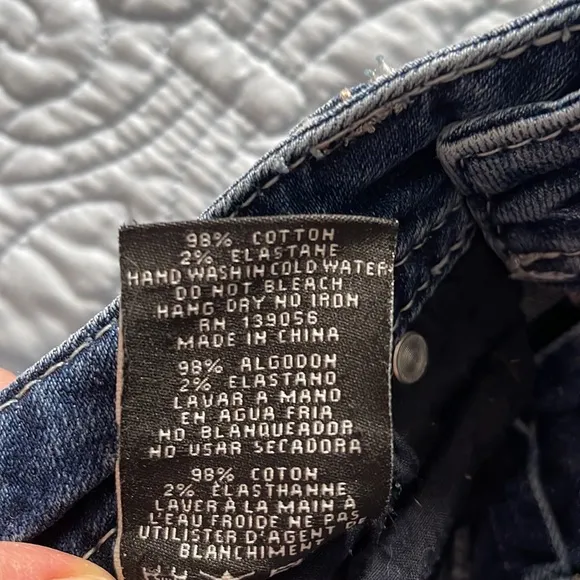 98% COTTON
2% ELASTANE
HAND WASH IN COLD WATER
DO NOT BLEACH
HANG DRY NO IRON
RN 139056
MADE IN CHINA
98% ALGODON
2% ELASTANO
LAVAR A MANO
EN AGUA FRIA
NO BLANQUEADOR
NO USAR SECADORA
98% COTON
2% ELASTHANNE
LAVER À LA MAIN À
L'EAU FROIDE NE PAS
UTILISTER D'AGENT DE
BLANCHIMENT